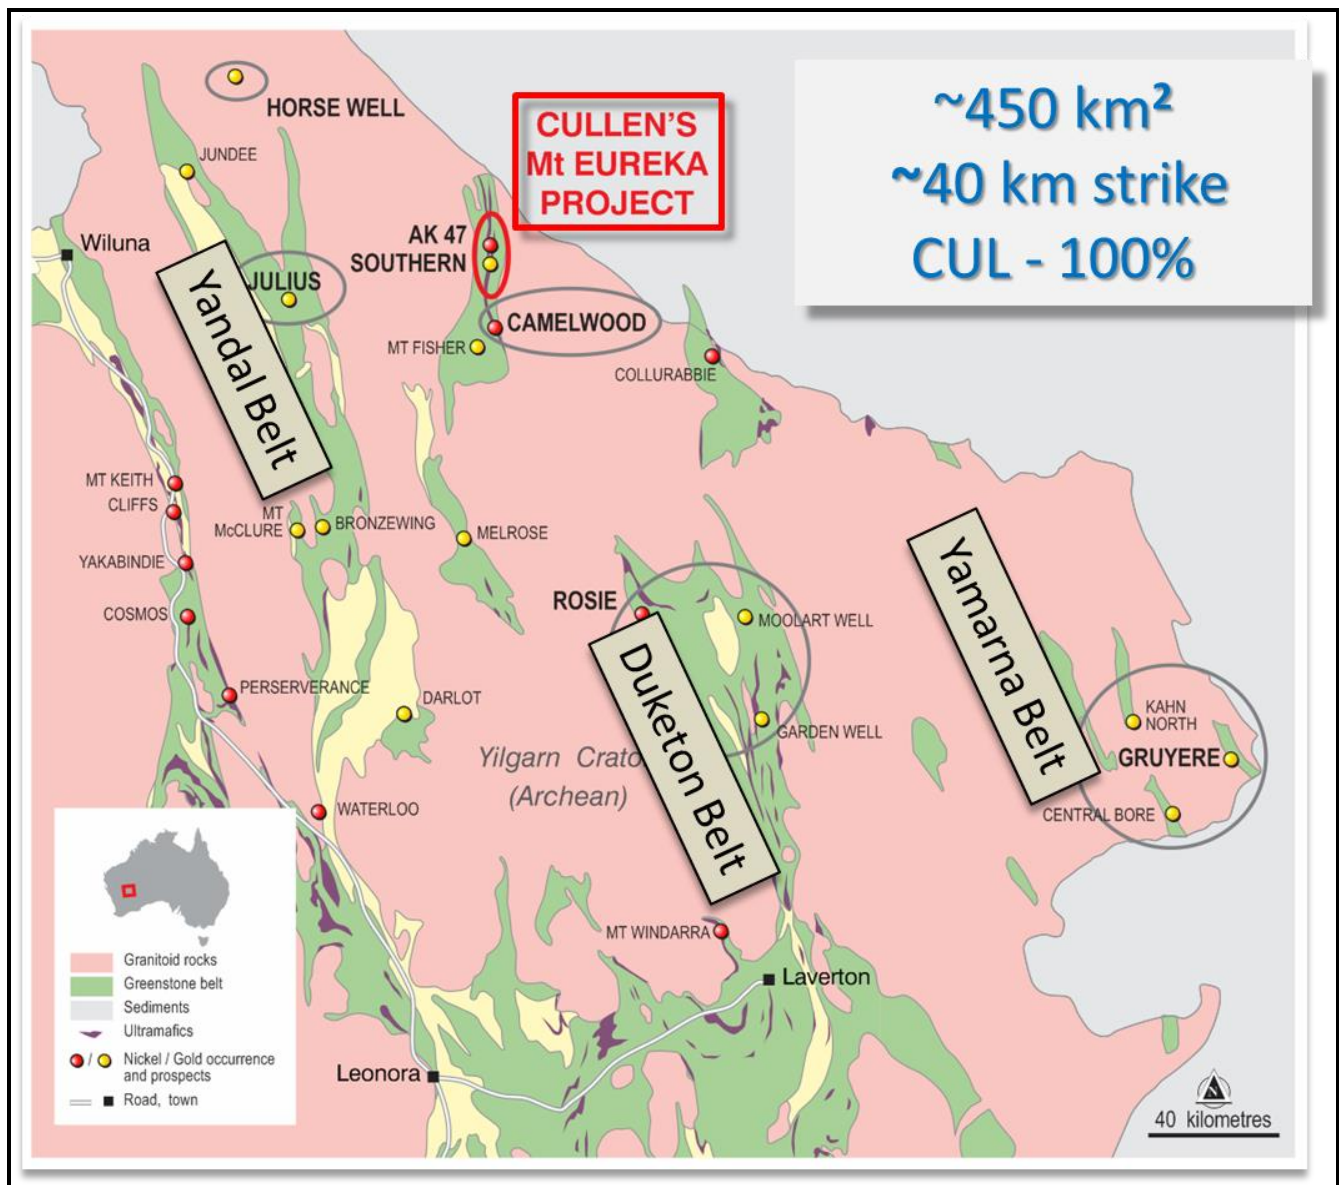 ~450 km²
~40 km strike
CUL - 100%
CULLEN'S
Mt EUREKA
PROJECT
HORSE WELL
JUNDEE
Wiluna
AK 47
SOUTHERN
JULIUS
Yandal Belt
CAMELWOOD
MT FISHER
COLLURABBIE
MT KEITH
CLIFFS
MT
McCLURE
BRONZEWING
MELROSE
YAKABINDIE
COSMOS
ROSIE
MOOLART WELL
Yamarna Belt
Dukéton Belt
PERSERVERANCE
DARLOT
GARDEN WELL
KAHN
NORTH
GRUYERE
Yilgarn Crato
(Archean)
WATERLOO
CENTRAL BORE
MT WINDARRA
Laverton
Leonora
Granitoid rocks
Greenstone belt
Sediments
Ultramafics
/ Nickel / Gold occurrence
and prospects
Road, town
N
40 kilometres